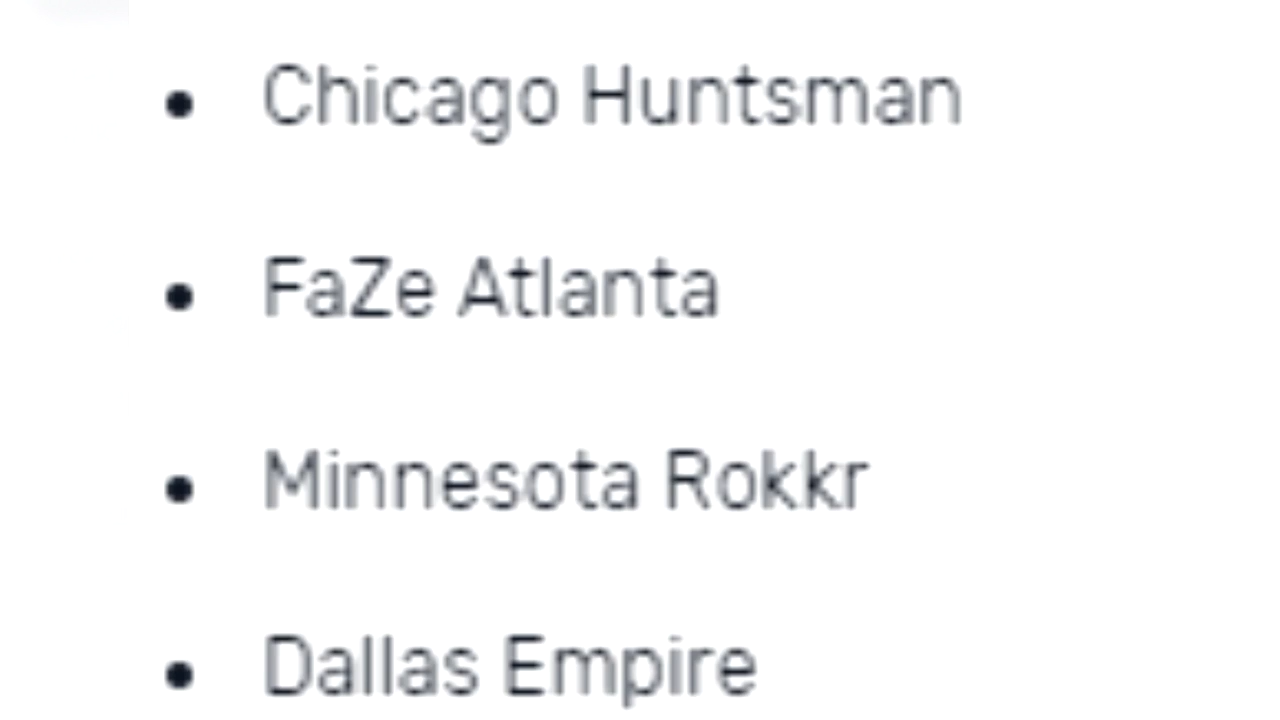 • Chicago Huntsman
• FaZe Atlanta
• Minnesota Rokkr
• Dallas Empire